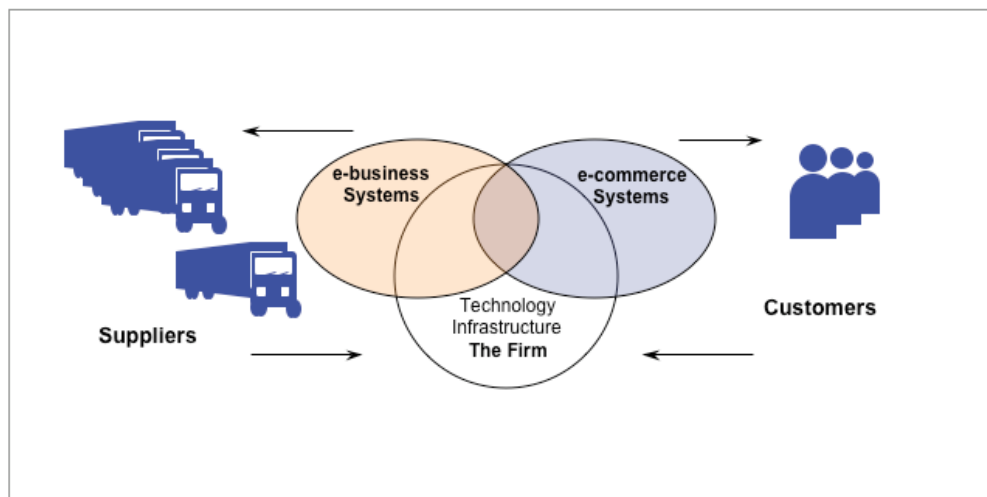 e-business
Systems
e-commerce
Systems
Technology
Infrastructure
The Firm
Suppliers
Customers